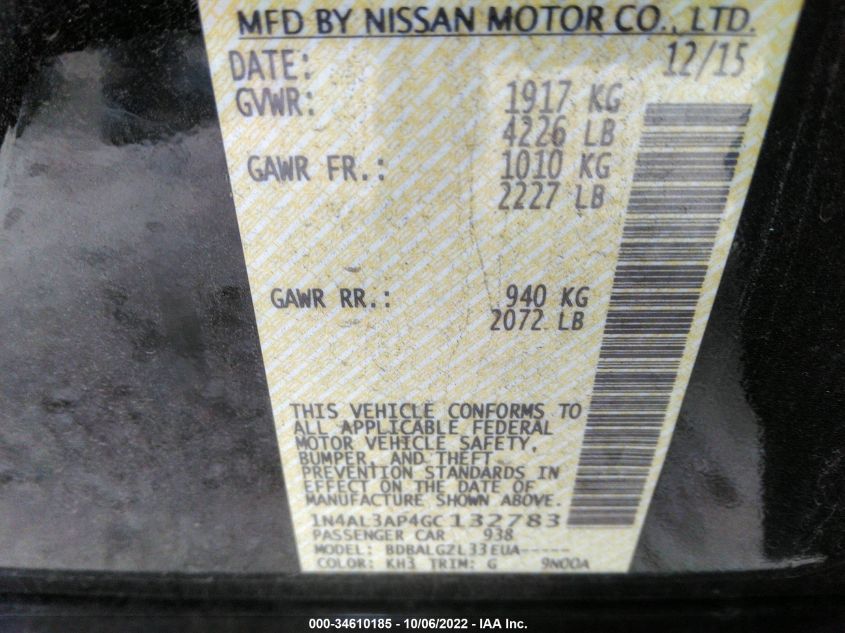 MFD BY NISSAN MOTOR CO., LTD.
DATE: 12/15
GVWR: 1917 KG
4226 LB
GAWR FR.: 1010 KG
2227 LB
GAWR RR.: 940 KG
2072 LB
THIS VEHICLE CONFORMS TO
ALL APPLICABLE FEDERAL
MOTOR VEHICLE SAFETY,
BUMPER, AND THEFT
PREVENTION STANDARDS IN
EFFECT ON THE DATE OF
MANUFACTURE SHOWN ABOVE.
1N4AL3AP4GC132783
PASSENGER CAR 938
MODEL: BDBALGZL33EUA-----
COLOR: KH3 TRIM: G 9N00A
000-34610185 - 10/06/2022 - IAA Inc.